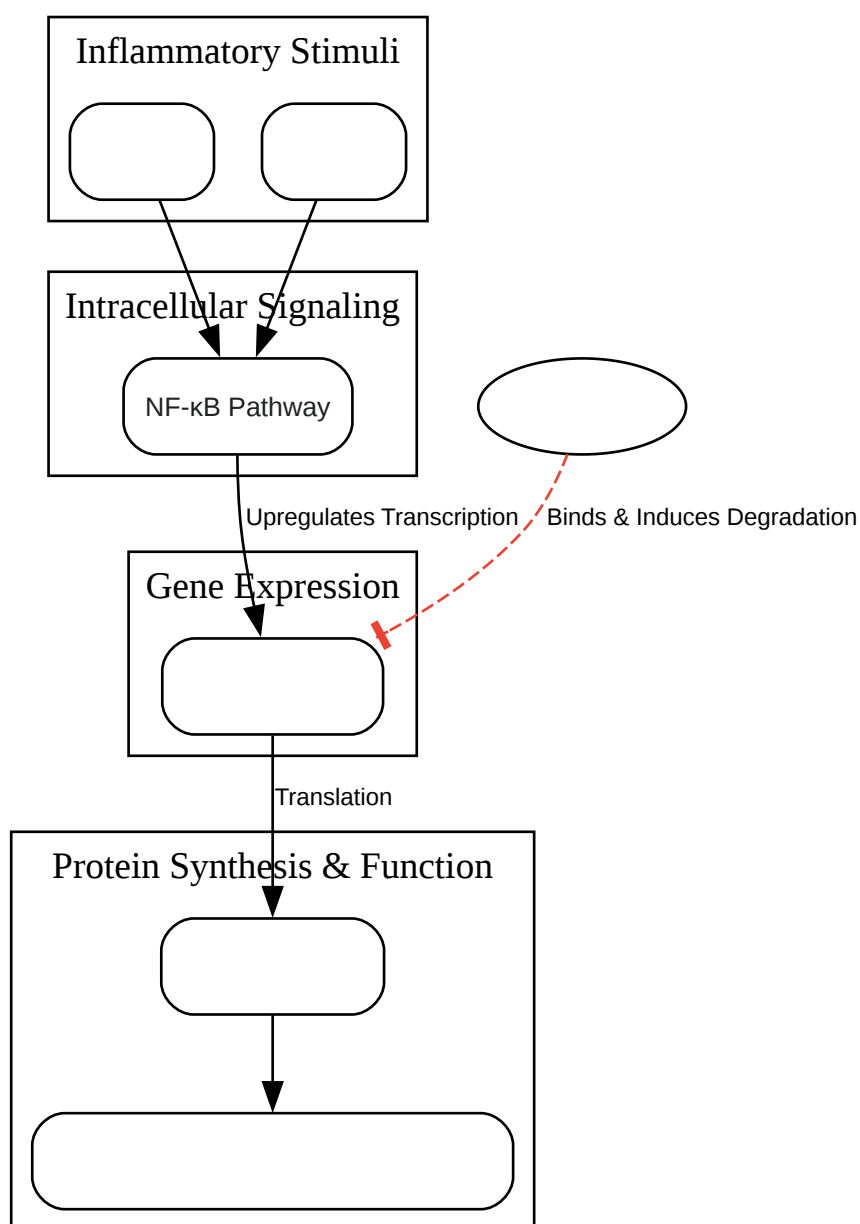 Inflammatory Stimuli
Intracellular Signaling
NF-κB Pathway
Upregulates Transcription
Binds & Induces Degradation
Gene Expression
Translation
Protein Synthesis & Function